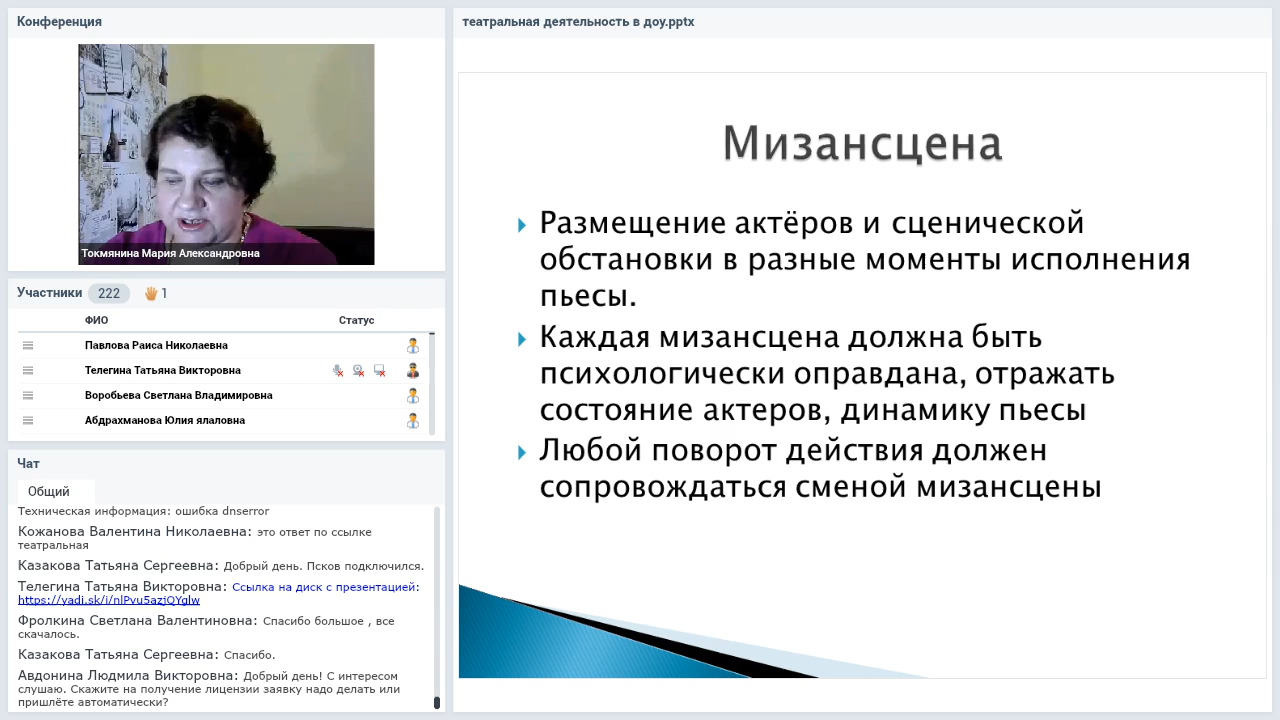 Конференция
Токмянина Мария Александровна
Участники 222 1
ФИО Статус
Павлова Раиса Николаевна
Телегина Татьяна Викторовна
Воробьева Светлана Владимировна
Абдрахманова Юлия ялаловна
Чат
Общий
Техническая информация: ошибка dnserror
Кожанова Валентина Николаевна: это ответ по ссылке
театральная
Казакова Татьяна Сергеевна: Добрый день. Псков подключился.
Телегина Татьяна Викторовна: Ссылка на диск с презентацией:
https://yadi.sk/i/nlPvu5azjQYglw
Фролкина Светлана Валентиновна: Спасибо большое , все
скачалось.
Казакова Татьяна Сергеевна: Спасибо.
Авдонина Людмила Викторовна: Добрый день! С интересом
слушаю. Скажите на получение лицензии заявку надо делать или
пришлёте автоматически?
театральная деятельность в доу.pptx
Мизансцена
Размещение актёров и сценической
обстановки в разные моменты исполнения
пьесы.
Каждая мизансцена должна быть
психологически оправдана, отражать
состояние актеров, динамику пьесы
Любой поворот действия должен
сопровождаться сменой мизансцены